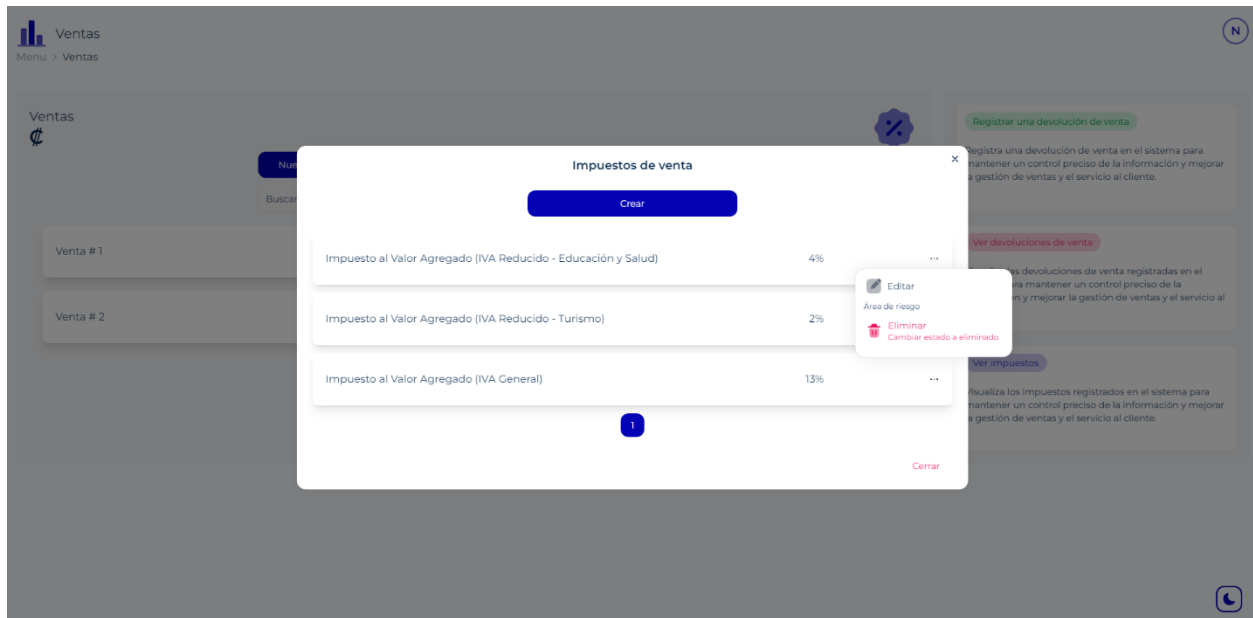 Ventas
N
Menu > Ventas
Ventas
₡
Nue
Buscar
Venta # 1
Venta # 2
Impuestos de venta
×
Crear
Impuesto al Valor Agregado (IVA Reducido - Educación y Salud) 4% ...
Impuesto al Valor Agregado (IVA Reducido - Turismo) 2%
Impuesto al Valor Agregado (IVA General) 13% ...
1
Cerrar
Editar
Área de riesgo
Eliminar
Cambiar estado a eliminado
Registrar una devolución de venta
Registra una devolución de venta en el sistema para
mantener un control preciso de la información y mejorar
a gestión de ventas y el servicio al cliente.
Ver devoluciones de venta
as devoluciones de venta registradas en el
ra mantener un control preciso de la
n y mejorar la gestión de ventas y el servicio al
Ver impuestos
Visualiza los impuestos registrados en el sistema para
mantener un control preciso de la información y mejorar
a gestión de ventas y el servicio al cliente.